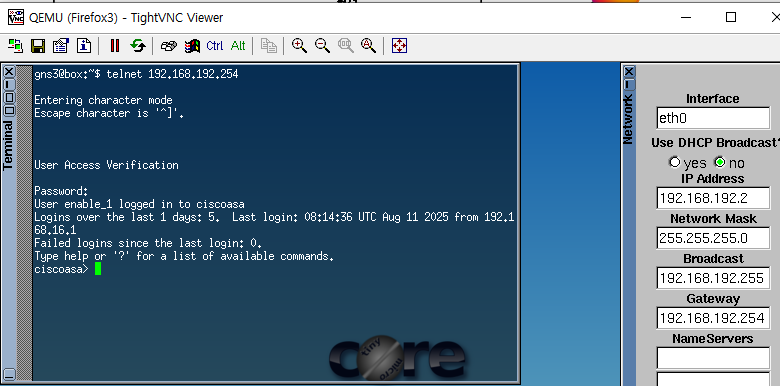 QEMU (Firefox3) - TightVNC Viewer
Ctrl Alt
Terminal
gns3@box:~$ telnet 192.168.192.254
Entering character mode
Escape character is '^]'.
User Access Verification
Password:
User enable_1 logged in to ciscoasa
Logins over the last 1 days: 5.  Last login: 08:14:36 UTC Aug 11 2025 from 192.1
68.16.1
Failed logins since the last login: 0.
Type help or '?' for a list of available commands.
ciscoasa>
core
tiny
micro
Network
Interface
eth0
Use DHCP Broadcast?
yes no
IP Address
192.168.192.2
Network Mask
255.255.255.0
Broadcast
192.168.192.255
Gateway
192.168.192.254
NameServers